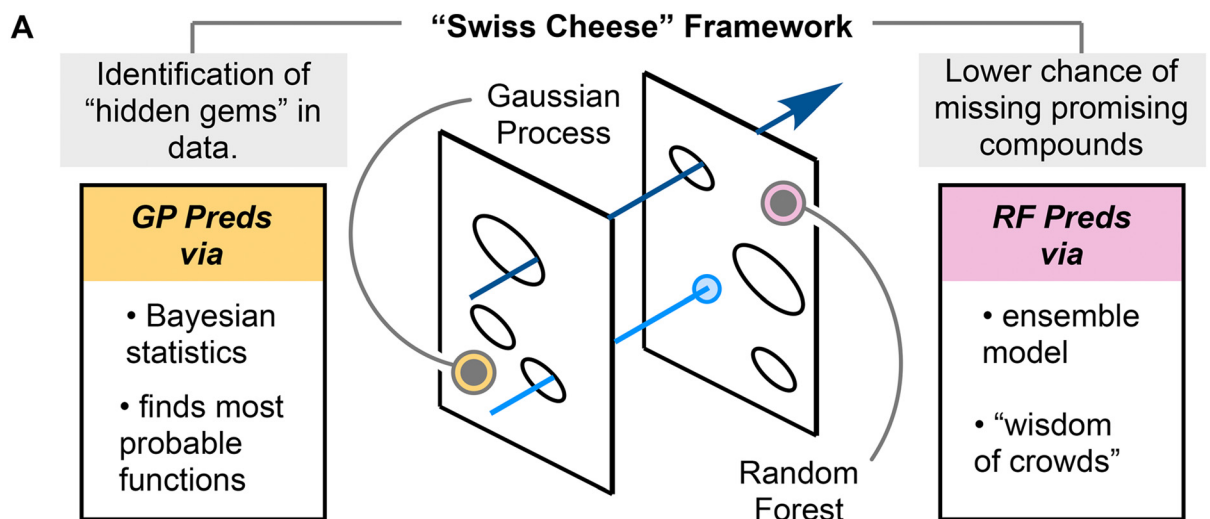 A
“Swiss Cheese” Framework
Identification of
“hidden gems” in
data.
Gaussian
Process
Lower chance of
missing promising
compounds
GP Preds
via
• Bayesian
statistics
• finds most
probable
functions
RF Preds
via
• ensemble
model
• “wisdom
of crowds”
Random
Forest